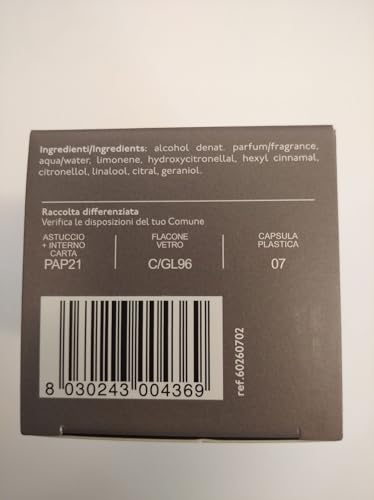 Ingredienti/Ingredients: alcohol denat. parfum/fragrance,
aqua/water, limonene, hydroxycitronellal, hexyl cinnamal,
citronellol, linalool, citral, geraniol.
Raccolta differenziata
Verifica le disposizioni del tuo Comune
ASTUCCIO
+ INTERNO
CARTA
PAP21
FLACONE
VETRO
C/GL96
CAPSULA
PLASTICA
07
8 030243 004369
ref.60260702